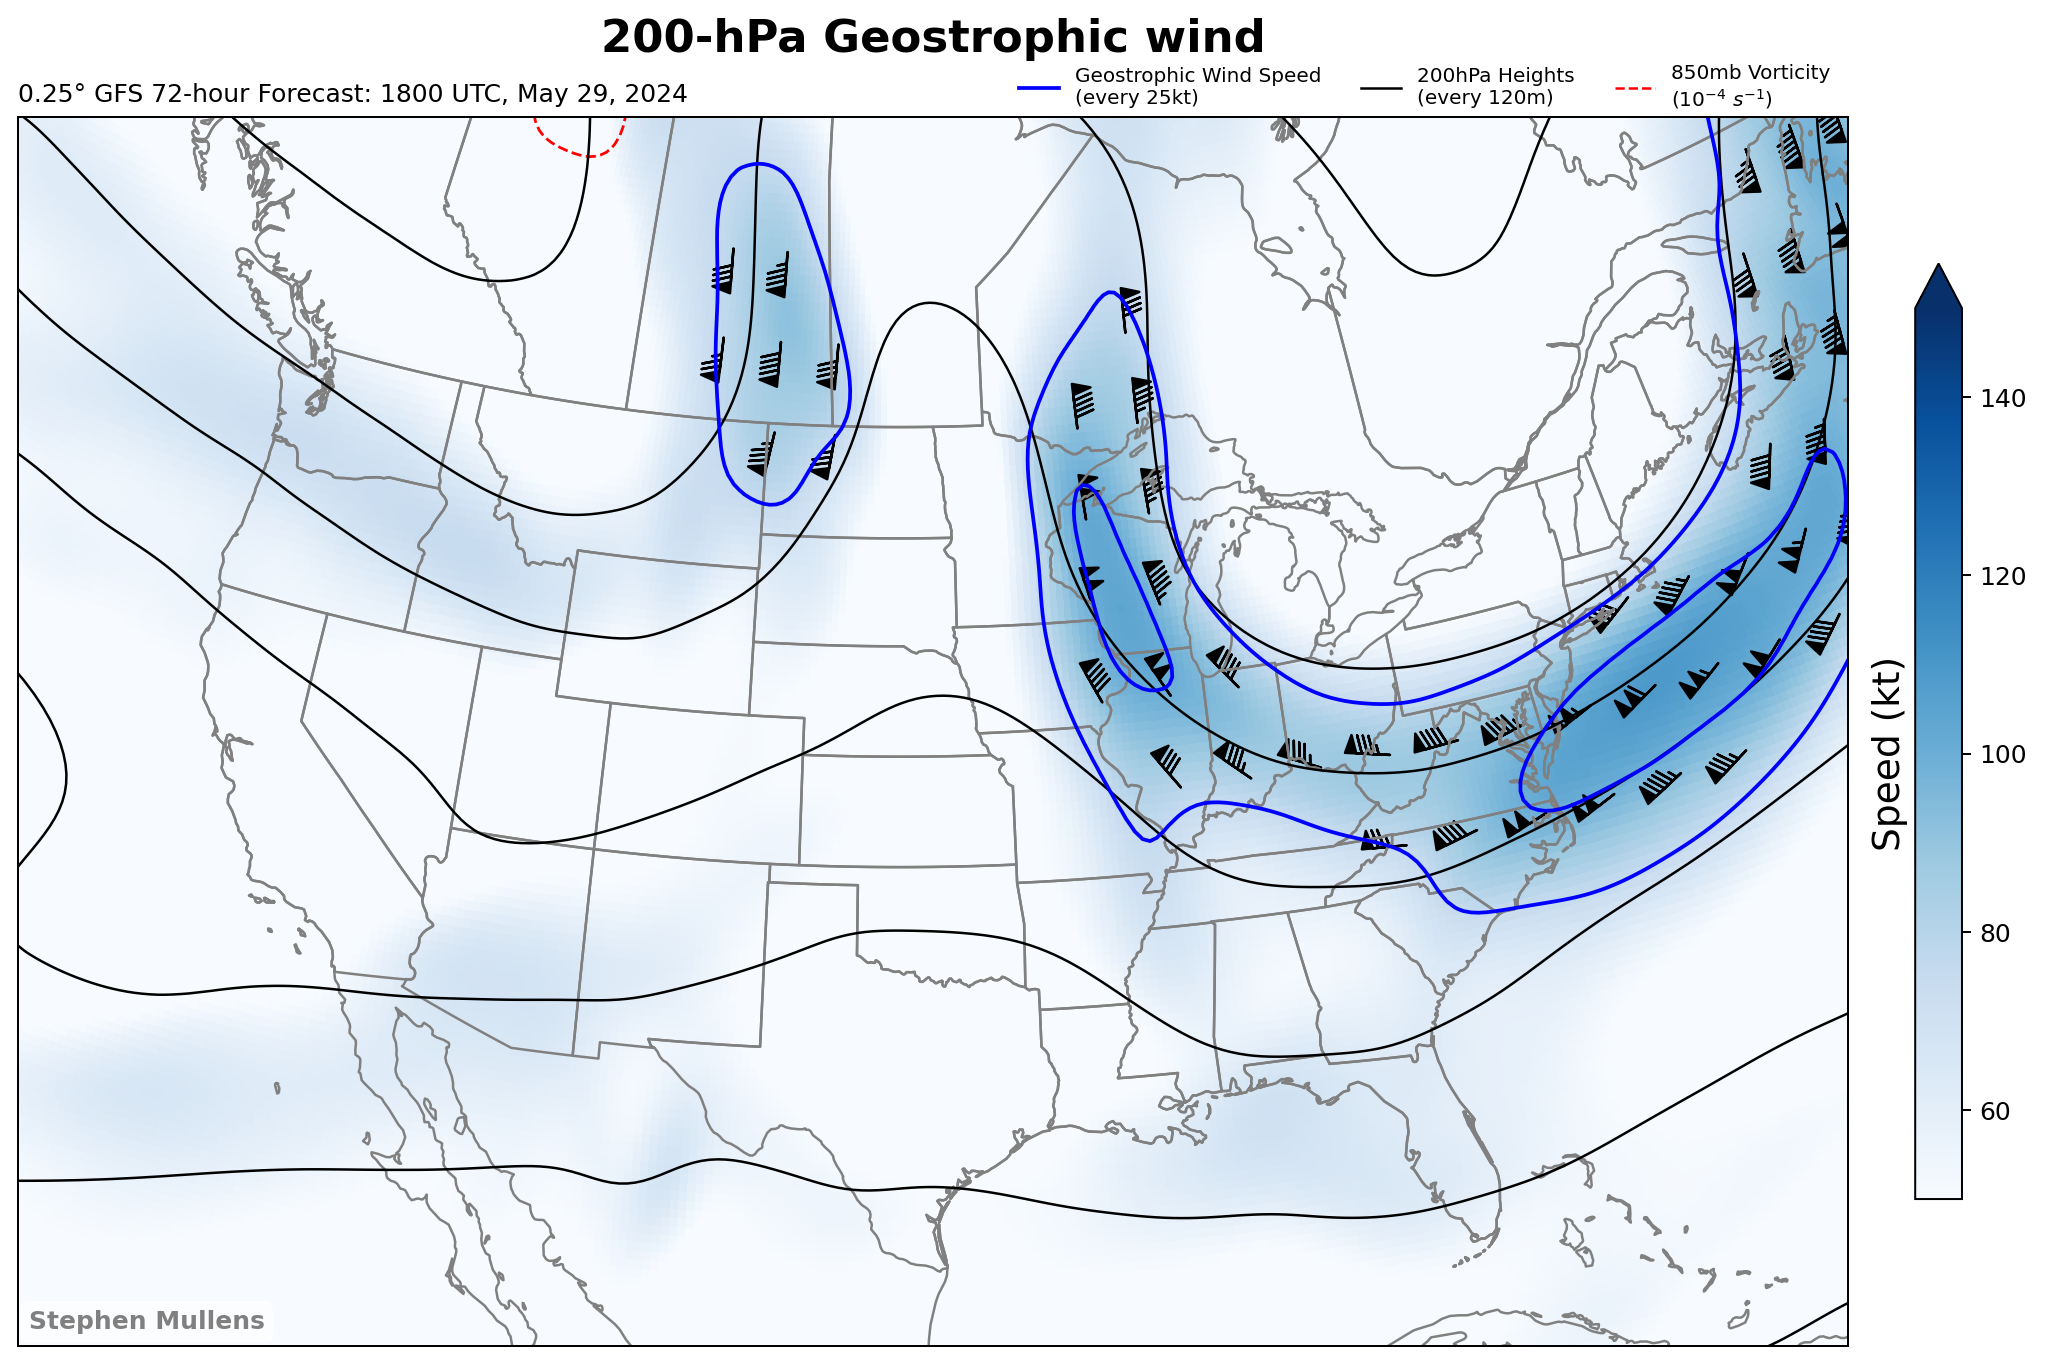 200-hPa Geostrophic wind
0.25° GFS 72-hour Forecast: 1800 UTC, May 29, 2024
Geostrophic Wind Speed
(every 25kt)
200hPa Heights
(every 120m)
850mb Vorticity
(10⁻⁴ s⁻¹)
140
120
100
80
60
Speed (kt)
Stephen Mullens